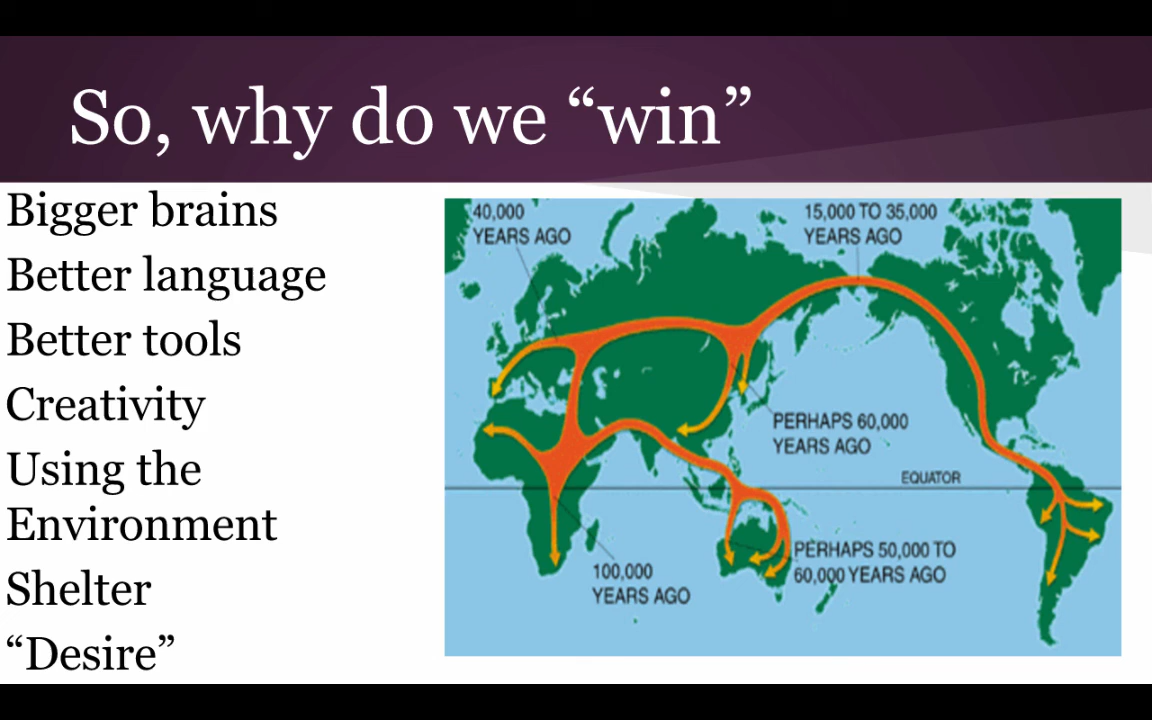 So, why do we “win”
Bigger brains
Better language
Better tools
Creativity
Using the
Environment
Shelter
“Desire”
40,000
YEARS AGO
15,000 TO 35,000
YEARS AGO
PERHAPS 60,000
YEARS AGO
EQUATOR
PERHAPS 50,000 TO
60,000 YEARS AGO
100,000
YEARS AGO